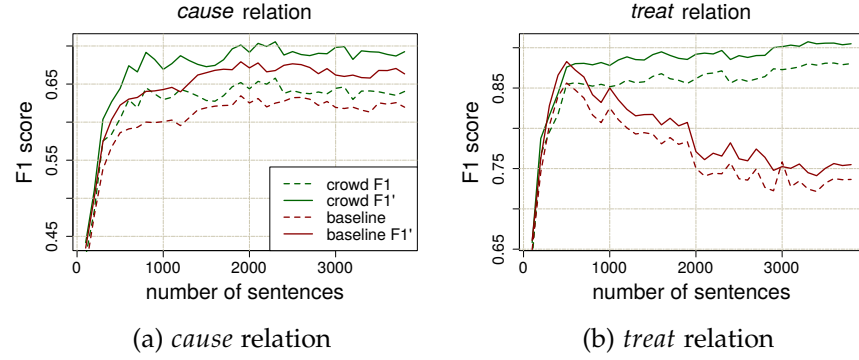 cause relation
F1 score
0.65
0.55
0.45
crowd F1
crowd F1'
baseline
baseline F1'
0
1000
2000
3000
number of sentences
(a) cause relation
treat relation
F1 score
0.85
0.75
0.65
0
1000
2000
3000
number of sentences
(b) treat relation